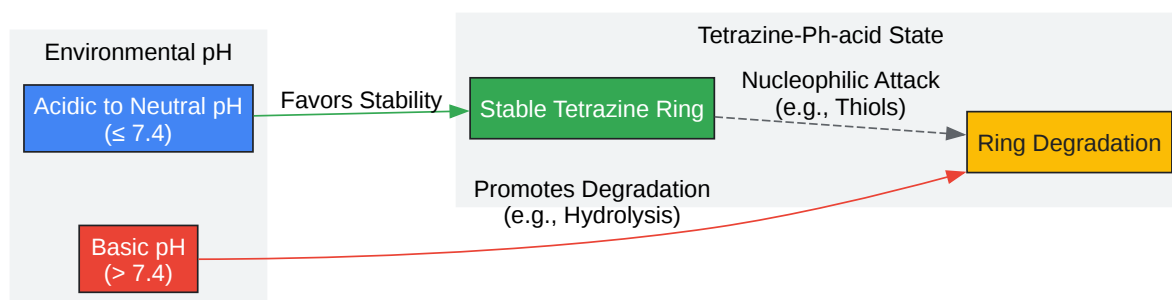 Environmental pH
Acidic to Neutral pH
(≤ 7.4)
Basic pH
(> 7.4)
Favors Stability
Tetrazine-Ph-acid State
Stable Tetrazine Ring
Nucleophilic Attack
(e.g., Thiols)
Ring Degradation
Promotes Degradation
(e.g., Hydrolysis)